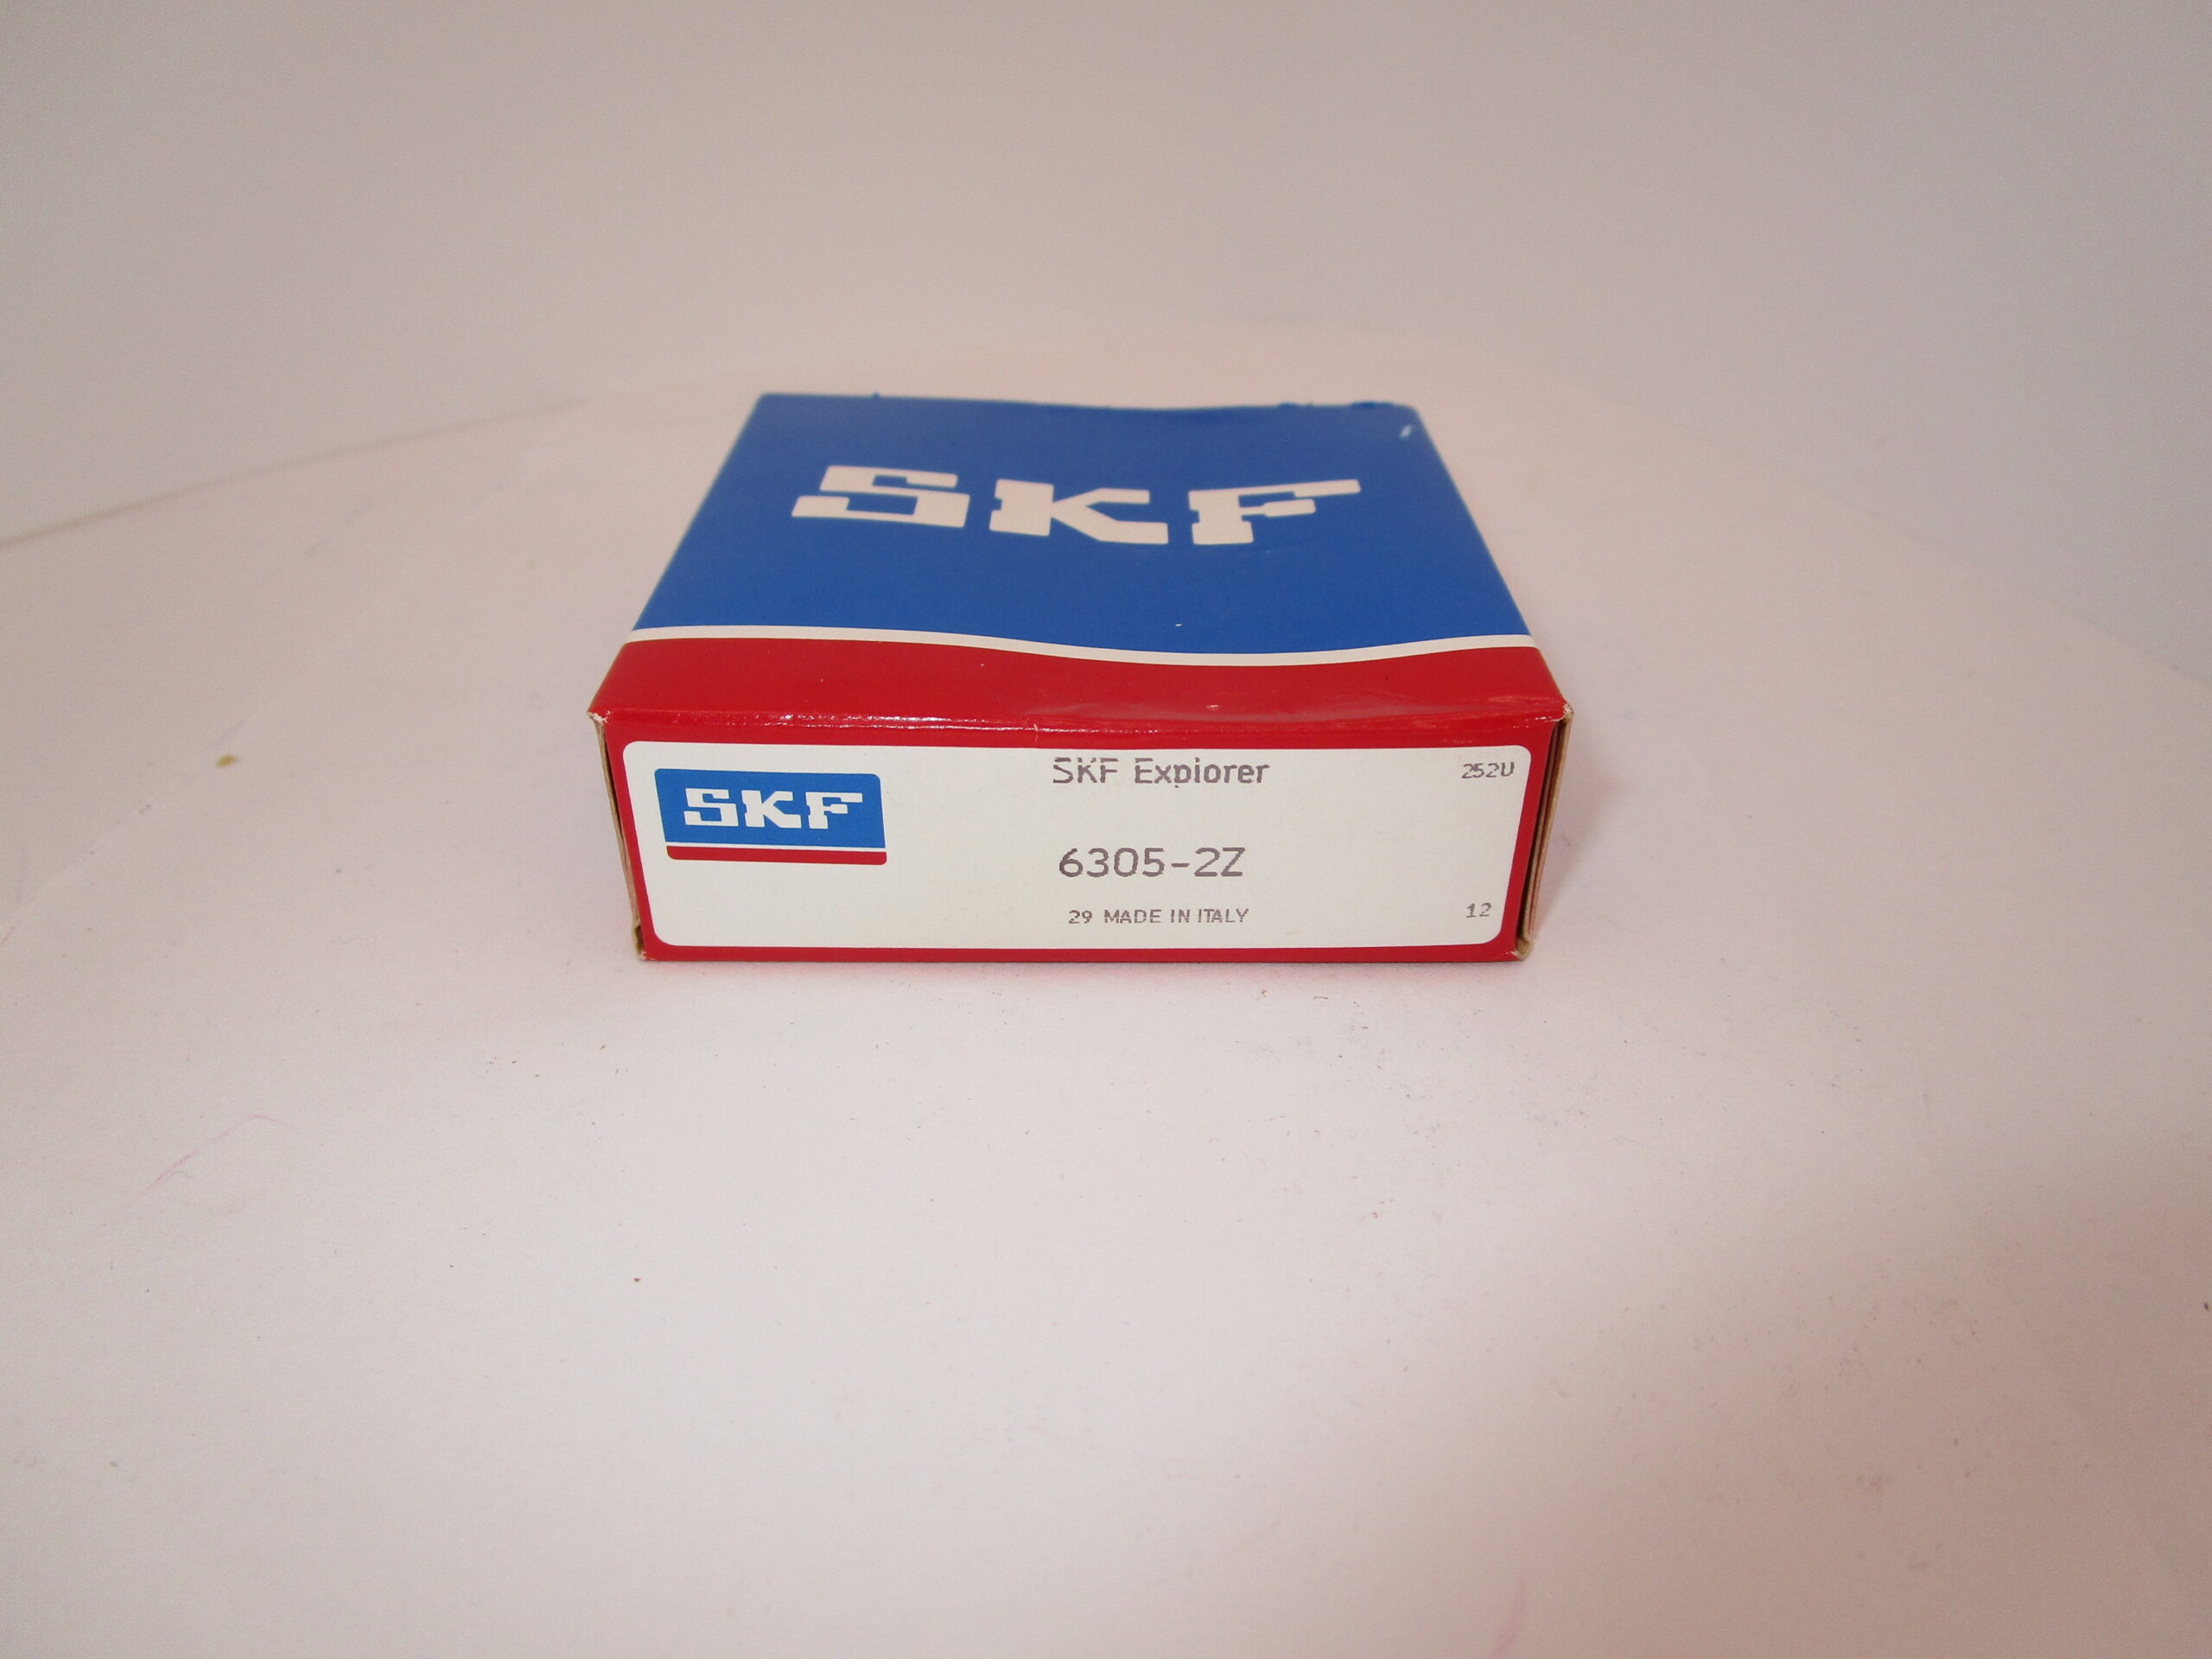 SKF
SKF Explorer 252U
SKF
6305-2Z
29 MADE IN ITALY 12